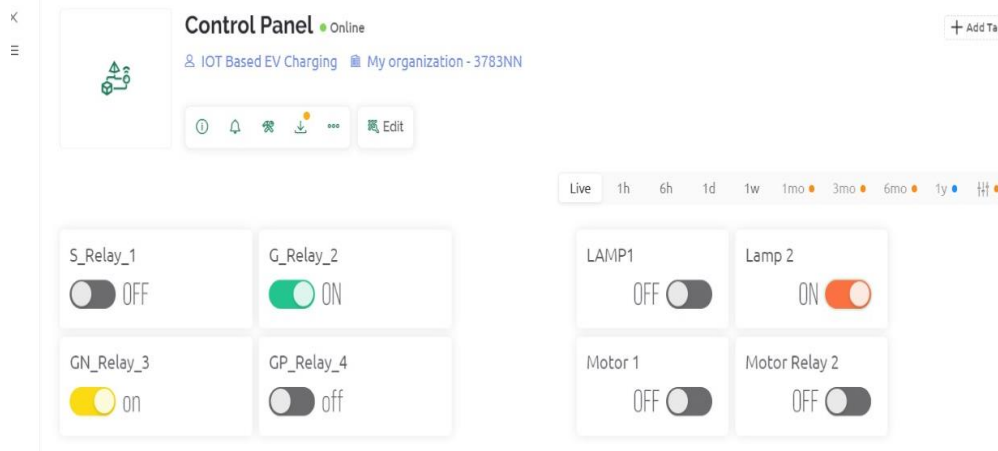 Control Panel Online
IOT Based EV Charging My organization - 3783NN
+ Add Ta
Edit
Live 1h 6h 1d 1w 1mo 3mo 6mo 1y
S_Relay_1 G_Relay_2 LAMP1 Lamp 2
OFF ON OFF ON
GN_Relay_3 GP_Relay_4 Motor 1 Motor Relay 2
on off OFF OFF